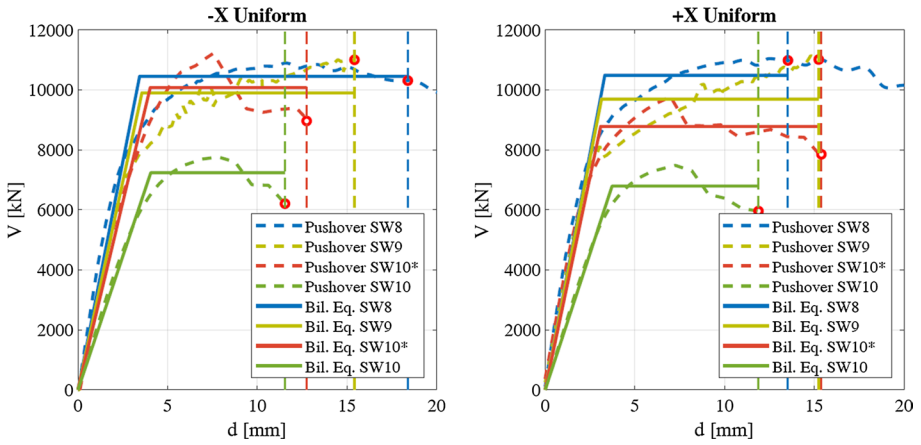 -X Uniform
12000
10000
8000
6000
4000
2000
0
V [kN]
0 5 10 15 20
d [mm]
Pushover SW8
Pushover SW9
Pushover SW10*
Pushover SW10
Bil. Eq. SW8
Bil. Eq. SW9
Bil. Eq. SW10*
Bil. Eq. SW10
+X Uniform
12000
10000
8000
6000
4000
2000
0
V [kN]
0 5 10 15 20
d [mm]
Pushover SW8
Pushover SW9
Pushover SW10*
Pushover SW10
Bil. Eq. SW8
Bil. Eq. SW9
Bil. Eq. SW10*
Bil. Eq. SW10